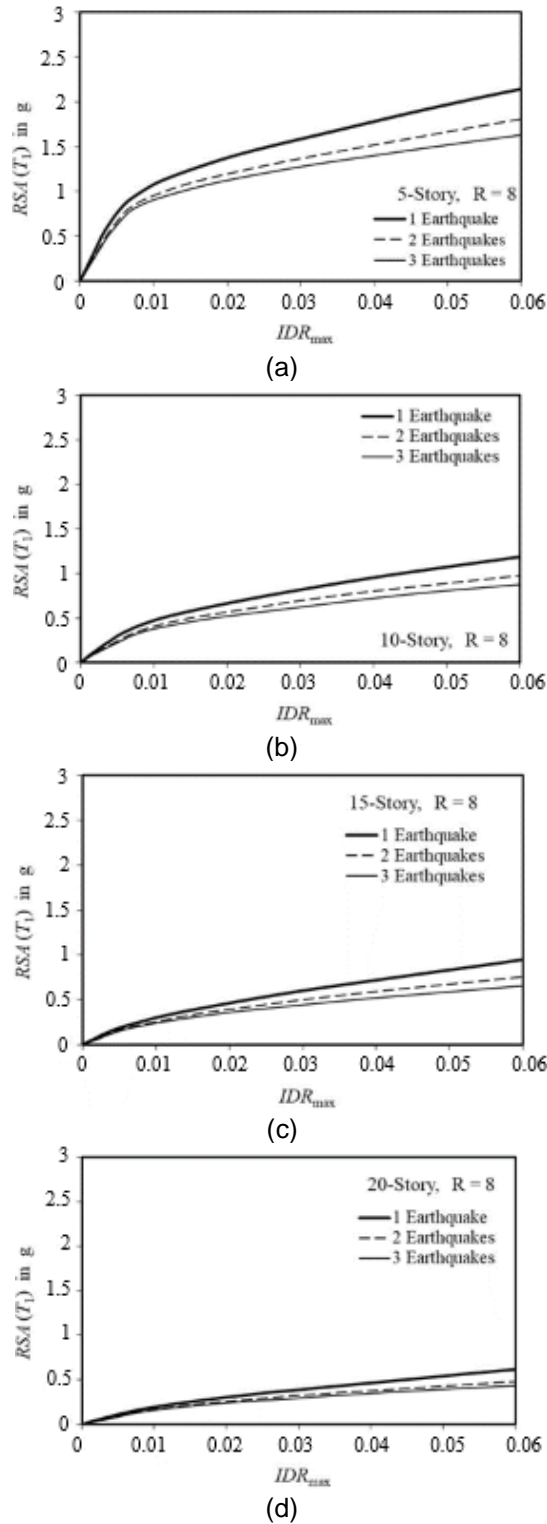 3
2.5
2
1.5
1
0.5
0
RSA (T1) in g
5-Story, R = 8
1 Earthquake
2 Earthquakes
3 Earthquakes
0 0.01 0.02 0.03 0.04 0.05 0.06
IDRmax
(a)
3
2.5
2
1.5
1
0.5
0
RSA (T1) in g
1 Earthquake
2 Earthquakes
3 Earthquakes
10-Story, R = 8
0 0.01 0.02 0.03 0.04 0.05 0.06
IDRmax
(b)
3
2.5
2
1.5
1
0.5
0
RSA (T1) in g
15-Story, R = 8
1 Earthquake
2 Earthquakes
3 Earthquakes
0 0.01 0.02 0.03 0.04 0.05 0.06
IDRmax
(c)
3
2.5
2
1.5
1
0.5
0
RSA (T1) in g
20-Story, R = 8
1 Earthquake
2 Earthquakes
3 Earthquakes
0 0.01 0.02 0.03 0.04 0.05 0.06
IDRmax
(d)